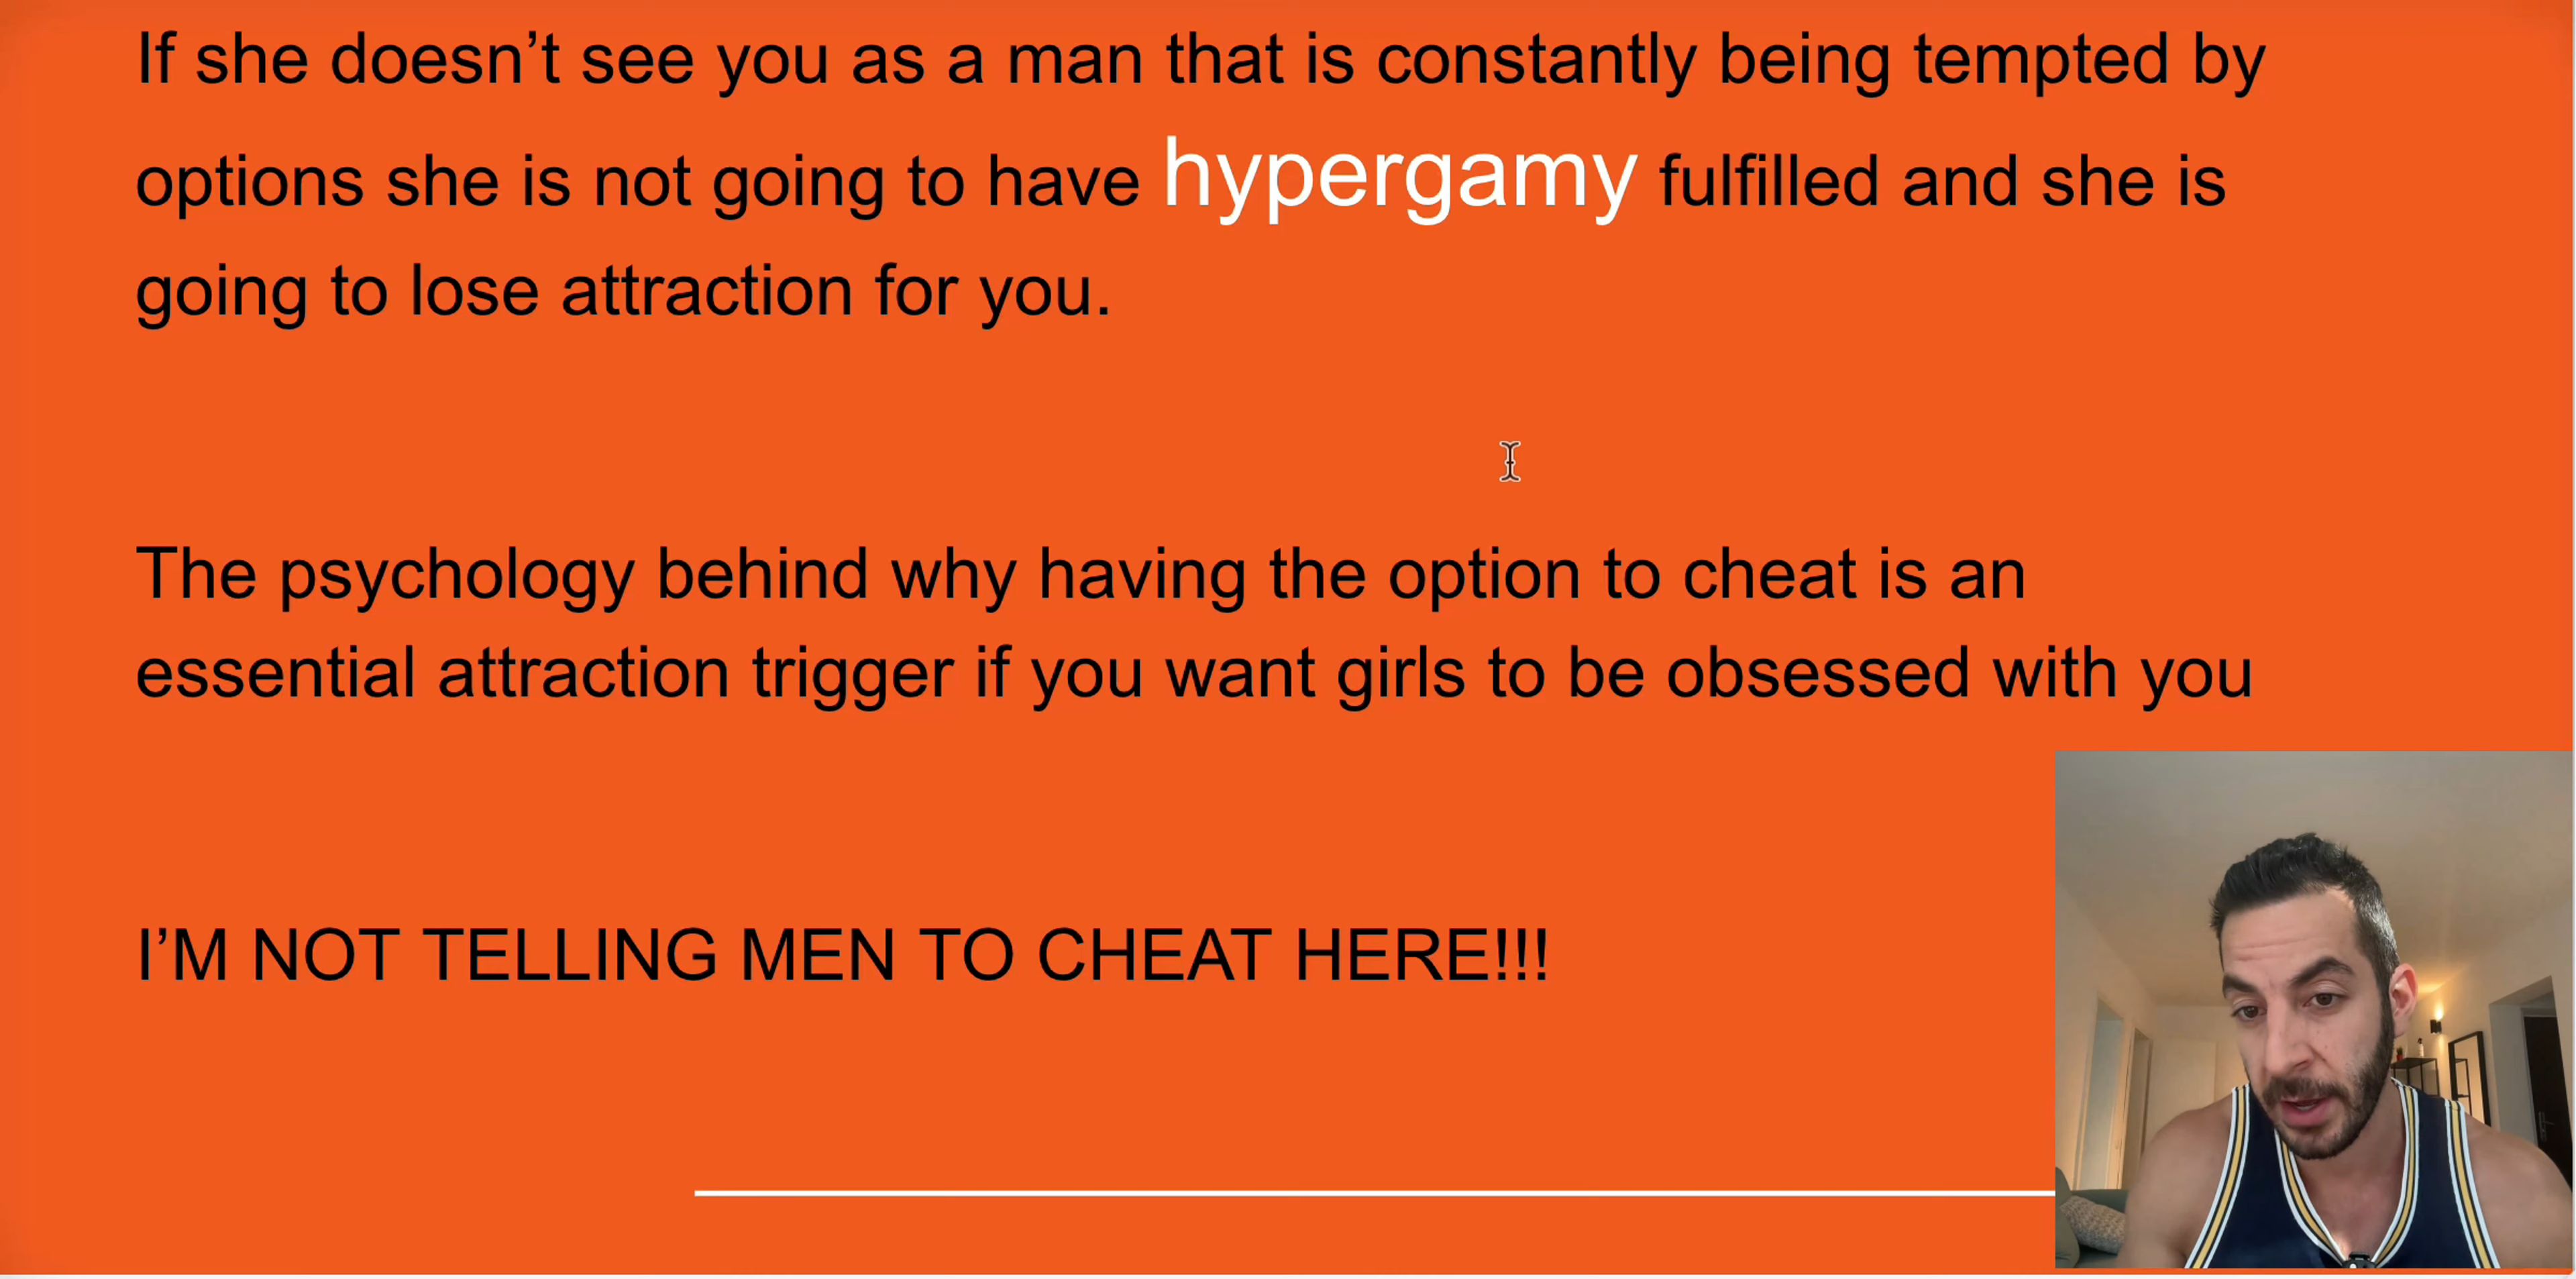 If she doesn’t see you as a man that is constantly being tempted by
options she is not going to have hypergamy fulfilled and she is
going to lose attraction for you.
The psychology behind why having the option to cheat is an
essential attraction trigger if you want girls to be obsessed with you
I’M NOT TELLING MEN TO CHEAT HERE!!!